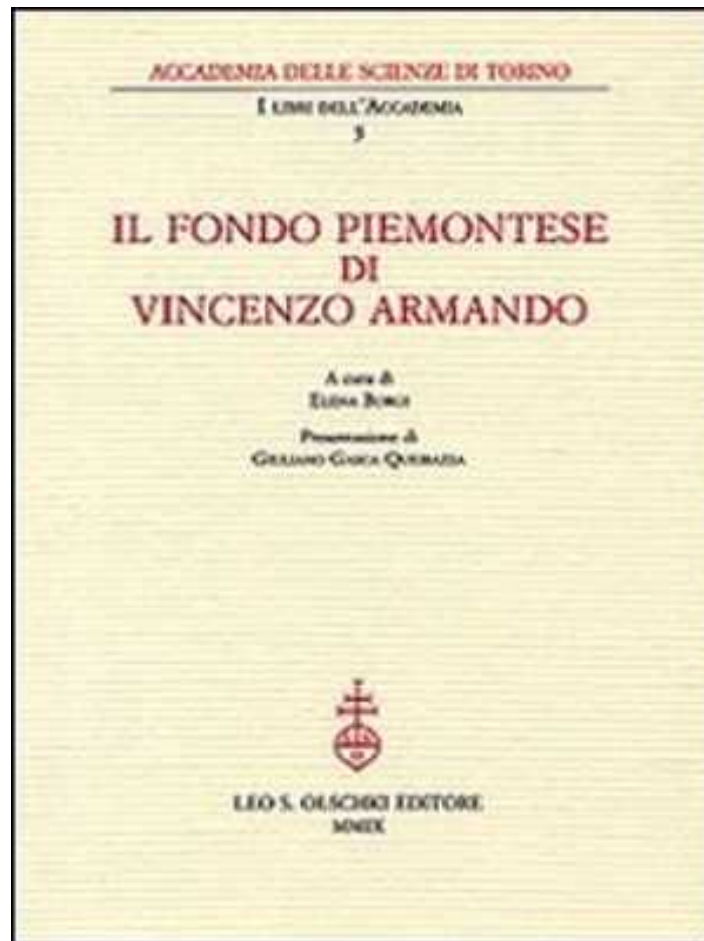 ACCADEMIA DELLE SCIENZE DI TORINO
I LIBRI DELL'ACCADEMIA
3
IL FONDO PIEMONTESE
DI
VINCENZO ARMANDO
A cura di
ELENA BORGI
Presentazione di
GIULIANO GASCA QUEIRAZZA
LEO S. OLSCHKI EDITORE
MMIX